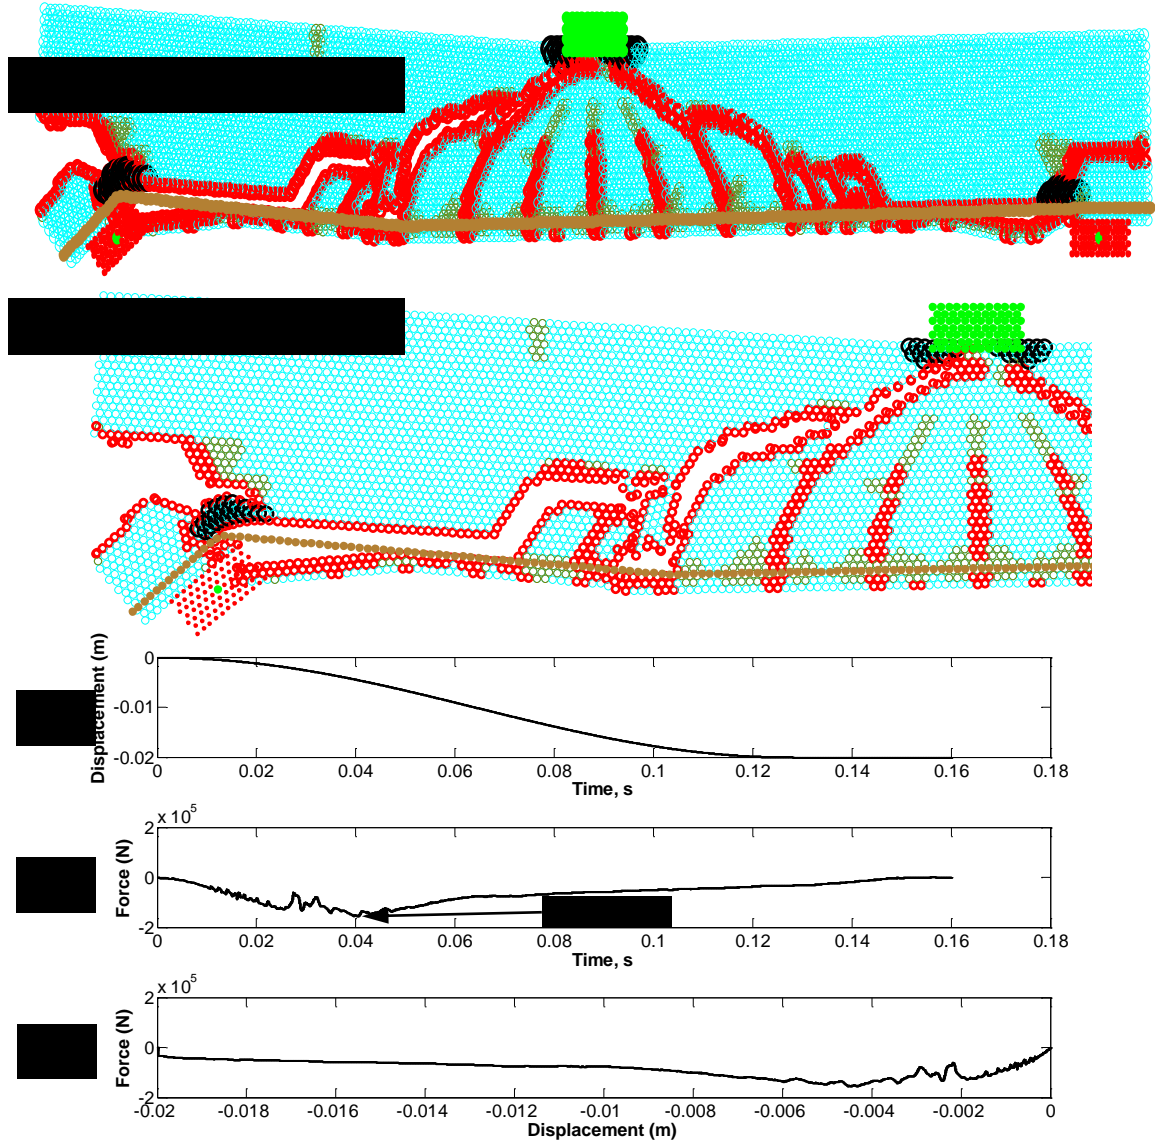 Displacement (m)
0
-0.01
-0.02
0 0.02 0.04 0.06 0.08 0.1 0.12 0.14 0.16 0.18
Time, s
x 10^5
Force (N)
2
0
-2
0 0.02 0.04 0.06 0.08 0.1 0.12 0.14 0.16 0.18
Time, s
x 10^5
Force (N)
2
0
-2
-0.02 -0.018 -0.016 -0.014 -0.012 -0.01 -0.008 -0.006 -0.004 -0.002 0
Displacement (m)